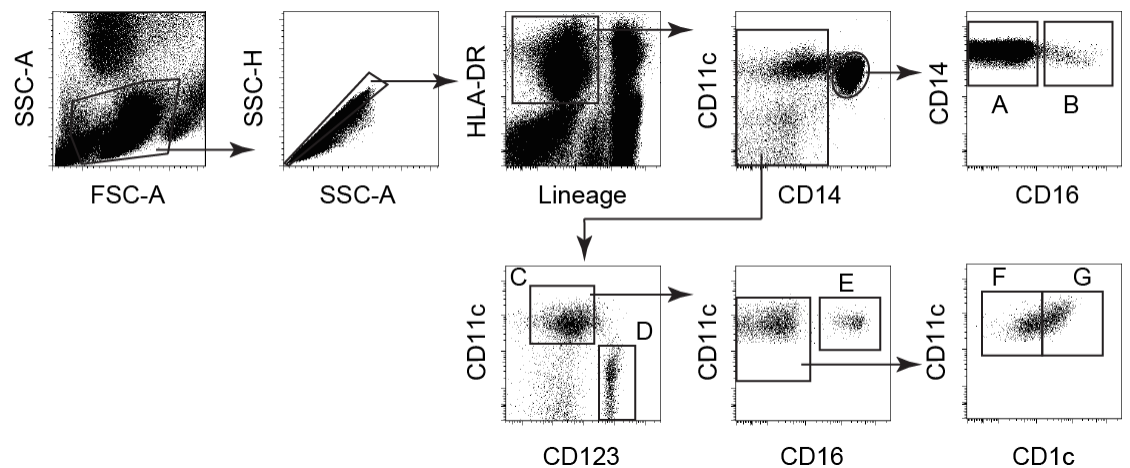 SSC-A
FSC-A
SSC-H
SSC-A
HLA-DR
Lineage
CD11c
CD14
CD14
A
B
CD16
CD11c
C
D
CD123
CD11c
E
CD16
CD11c
F
G
CD1c